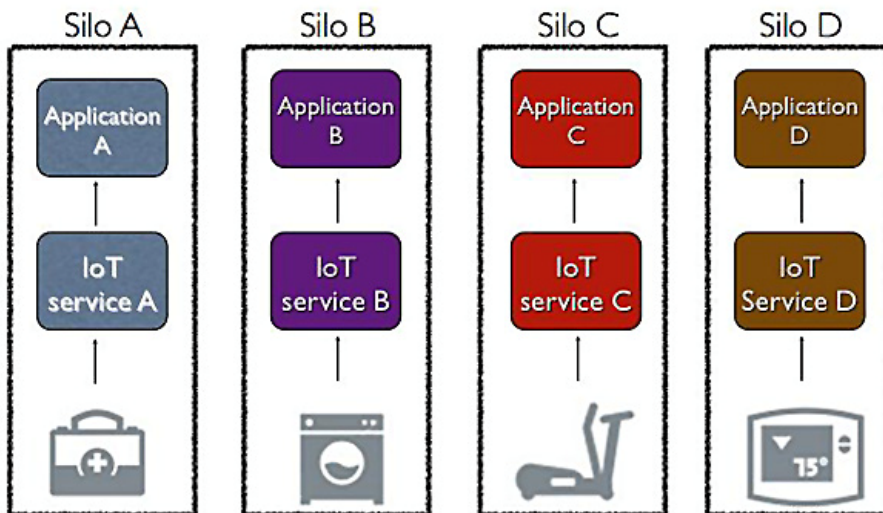 Silo A
Silo B
Silo C
Silo D
Application
A
Application
B
Application
C
Application
D
IoT
service A
IoT
service B
IoT
service C
IoT
Service D
75°